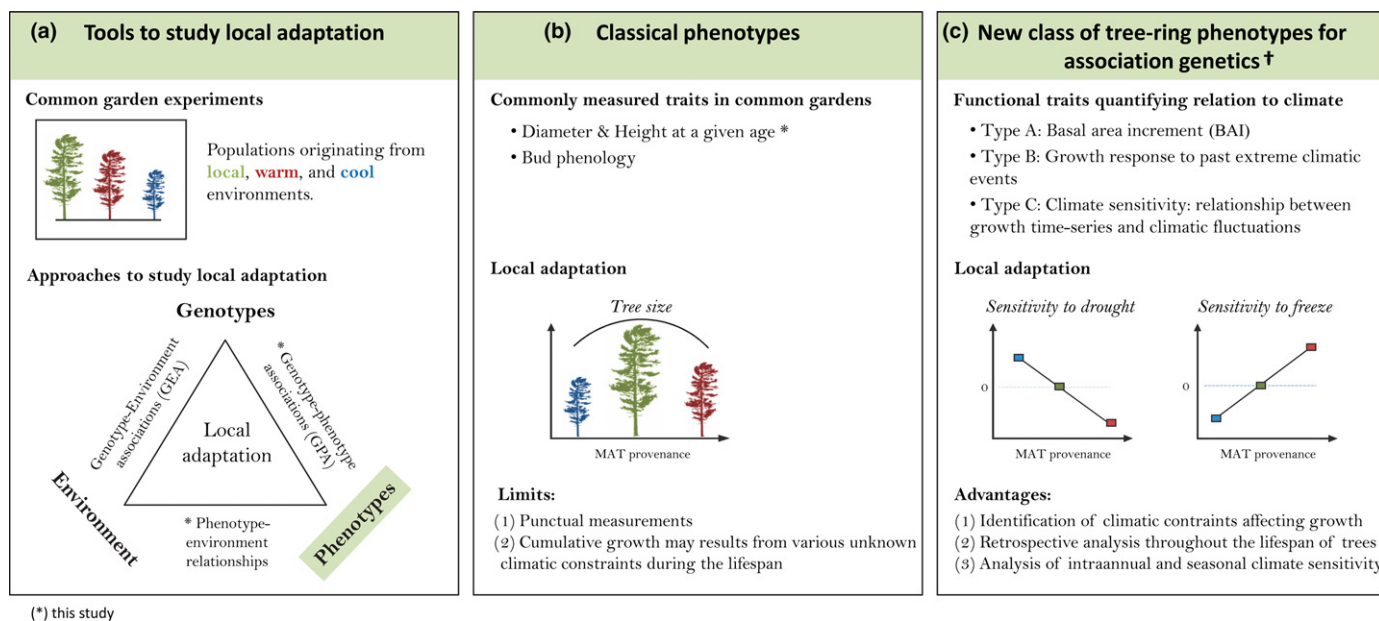 (a) Tools to study local adaptation
Common garden experiments
Populations originating from
local, warm, and cool
environments.
Approaches to study local adaptation
Genotypes
Genotype-Environment
associations (GEA)
* Genotype-phenotype
associations (GPA)
Local
adaptation
Environment
Phenotypes
* Phenotype-
environment
relationships
(*) this study
(b) Classical phenotypes
Commonly measured traits in common gardens
• Diameter & Height at a given age *
• Bud phenology
Local adaptation
Tree size
MAT provenance
Limits:
(1) Punctual measurements
(2) Cumulative growth may results from various unknown
climatic constraints during the lifespan
(c) New class of tree-ring phenotypes for
association genetics †
Functional traits quantifying relation to climate
• Type A: Basal area increment (BAI)
• Type B: Growth response to past extreme climatic
events
• Type C: Climate sensitivity: relationship between
growth time-series and climatic fluctuations
Local adaptation
Sensitivity to drought
0
MAT provenance
Sensitivity to freeze
0
MAT provenance
Advantages:
(1) Identification of climatic contraints affecting growth
(2) Retrospective analysis throughout the lifespan of trees
(3) Analysis of intraannual and seasonal climate sensitivity